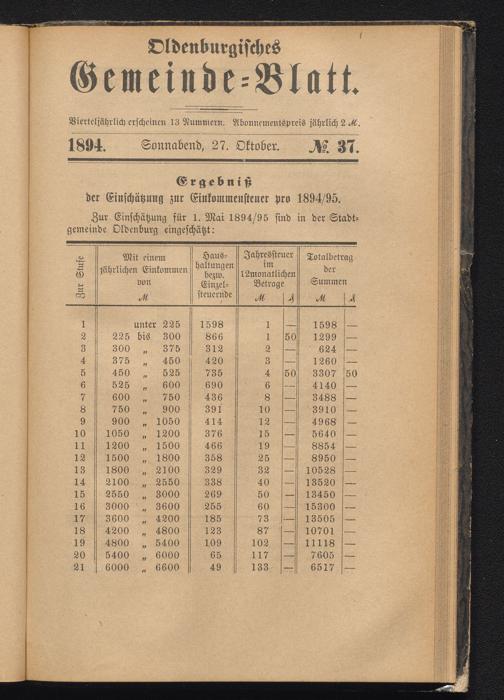 Oldenburgisches
Gemeinde=Blatt.
Vierteljährlich erscheinen 13 Nummern. Abonnementspreis jährlich 2 M.
1894. Sonnabend, 27. Oktober. № 37.
Ergebniß
der Einschätzung zur Einkommensteuer pro 1894/95.
Zur Einschätzung für 1. Mai 1894/95 sind in der Stadt-
gemeinde Oldenburg eingeschätzt:
Zur Stufe | Mit einem jährlichen Einkommen von M | Haus-haltungen bezw. Einzel-steuernde | Jahressteuer im 12monatlichen Betrage M ₰ | Totalbetrag der Summen M ₰
1 unter 225 1598 1 — 1598 —
2 225 bis 300 866 1 50 1299 —
3 300 „ 375 312 2 — 624 —
4 375 „ 450 420 3 — 1260 —
5 450 „ 525 735 4 50 3307 50
6 525 „ 600 690 6 — 4140 —
7 600 „ 750 436 8 — 3488 —
8 750 „ 900 391 10 — 3910 —
9 900 „ 1050 414 12 — 4968 —
10 1050 „ 1200 376 15 — 5640 —
11 1200 „ 1500 466 19 — 8854 —
12 1500 „ 1800 358 25 — 8950 —
13 1800 „ 2100 329 32 — 10528 —
14 2100 „ 2550 338 40 — 13520 —
15 2550 „ 3000 269 50 — 13450 —
16 3000 „ 3600 255 60 — 15300 —
17 3600 „ 4200 185 73 — 13505 —
18 4200 „ 4800 123 87 — 10701 —
19 4800 „ 5400 109 102 — 11118 —
20 5400 „ 6000 65 117 — 7605 —
21 6000 „ 6600 49 133 — 6517 —